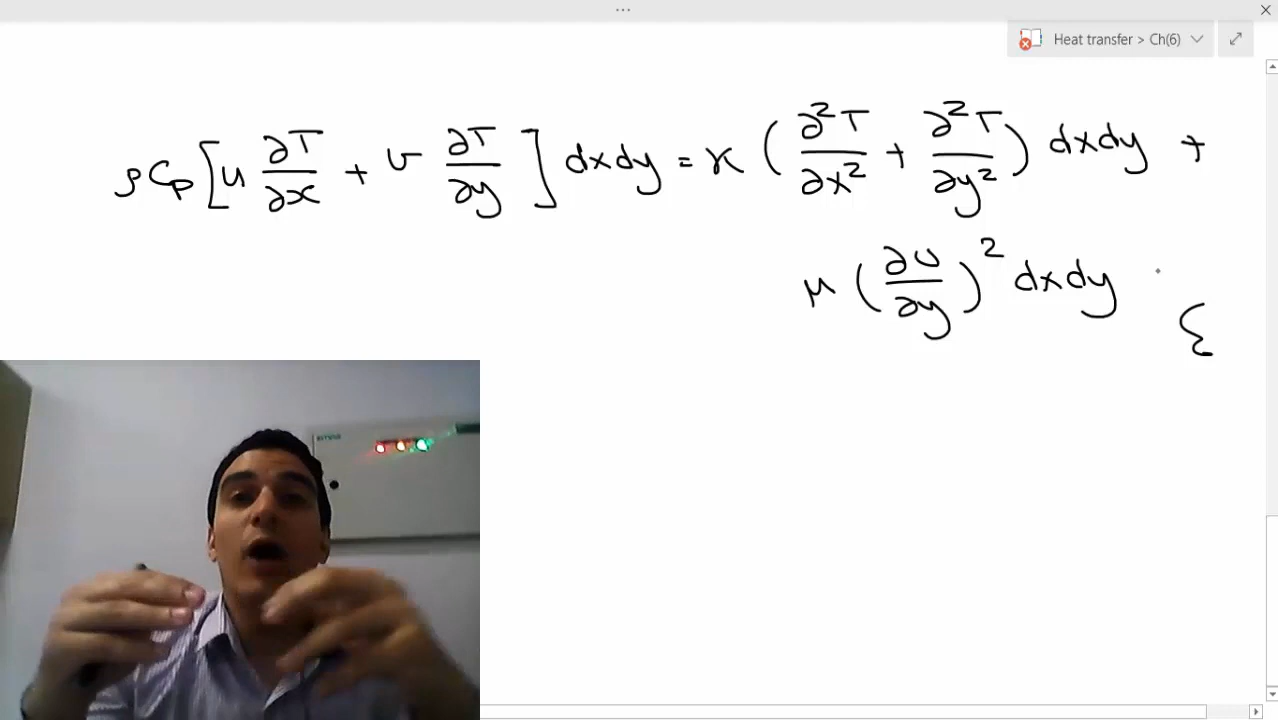 Heat transfer > Ch(6)
ρCp[u ∂T/∂x + v ∂T/∂y] dxdy = K (∂²T/∂x² + ∂²T/∂y²) dxdy +
μ (∂u/∂y)² dxdy